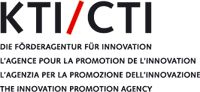 KTI/CTI
DIE FÖRDERAGENTUR FÜR INNOVATION
L'AGENCE POUR LA PROMOTION DE L'INNOVATION
L'AGENZIA PER LA PROMOZIONE DELL'INNOVAZIONE
THE INNOVATION PROMOTION AGENCY